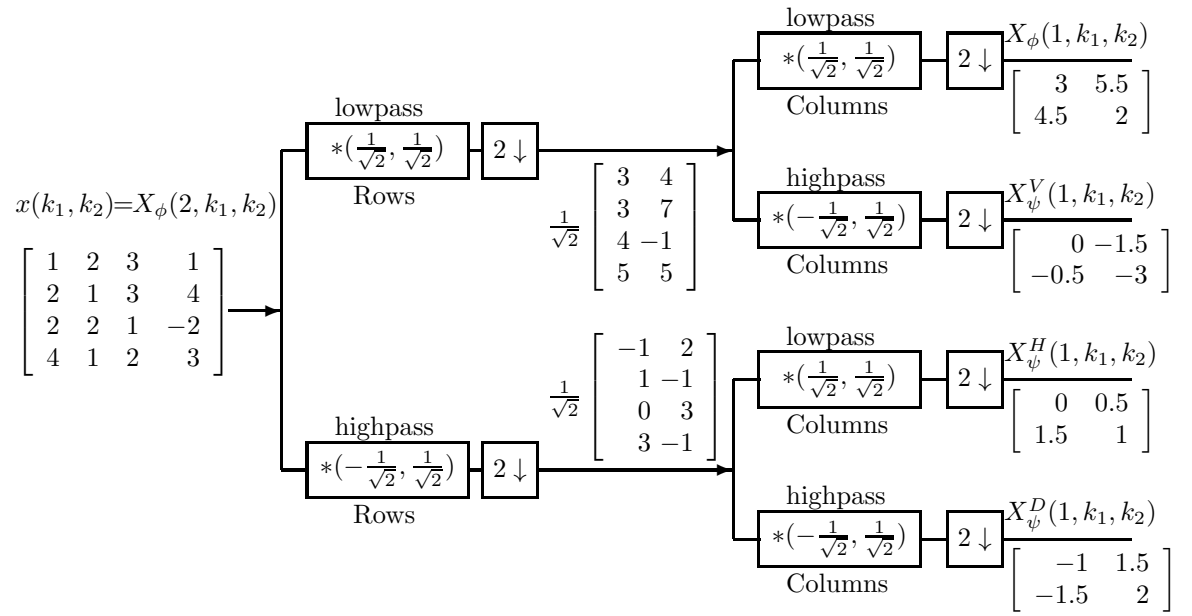 x(k₁, k₂)=X_ϕ(2, k₁, k₂)
[ 1 2 3 1
2 1 3 4
2 2 1 −2
4 1 2 3 ]
lowpass
∗(1/√2, 1/√2)
Rows
2 ↓
1/√2 [ 3 4
3 7
4 −1
5 5 ]
highpass
∗(−1/√2, 1/√2)
Rows
2 ↓
1/√2 [ −1 2
1 −1
0 3
3 −1 ]
lowpass
∗(1/√2, 1/√2)
Columns
2 ↓
X_ϕ(1, k₁, k₂)
[ 3 5.5
4.5 2 ]
highpass
∗(−1/√2, 1/√2)
Columns
2 ↓
X_ψ^V(1, k₁, k₂)
[ 0 −1.5
−0.5 −3 ]
lowpass
∗(1/√2, 1/√2)
Columns
2 ↓
X_ψ^H(1, k₁, k₂)
[ 0 0.5
1.5 1 ]
highpass
∗(−1/√2, 1/√2)
Columns
2 ↓
X_ψ^D(1, k₁, k₂)
[ −1 1.5
−1.5 2 ]